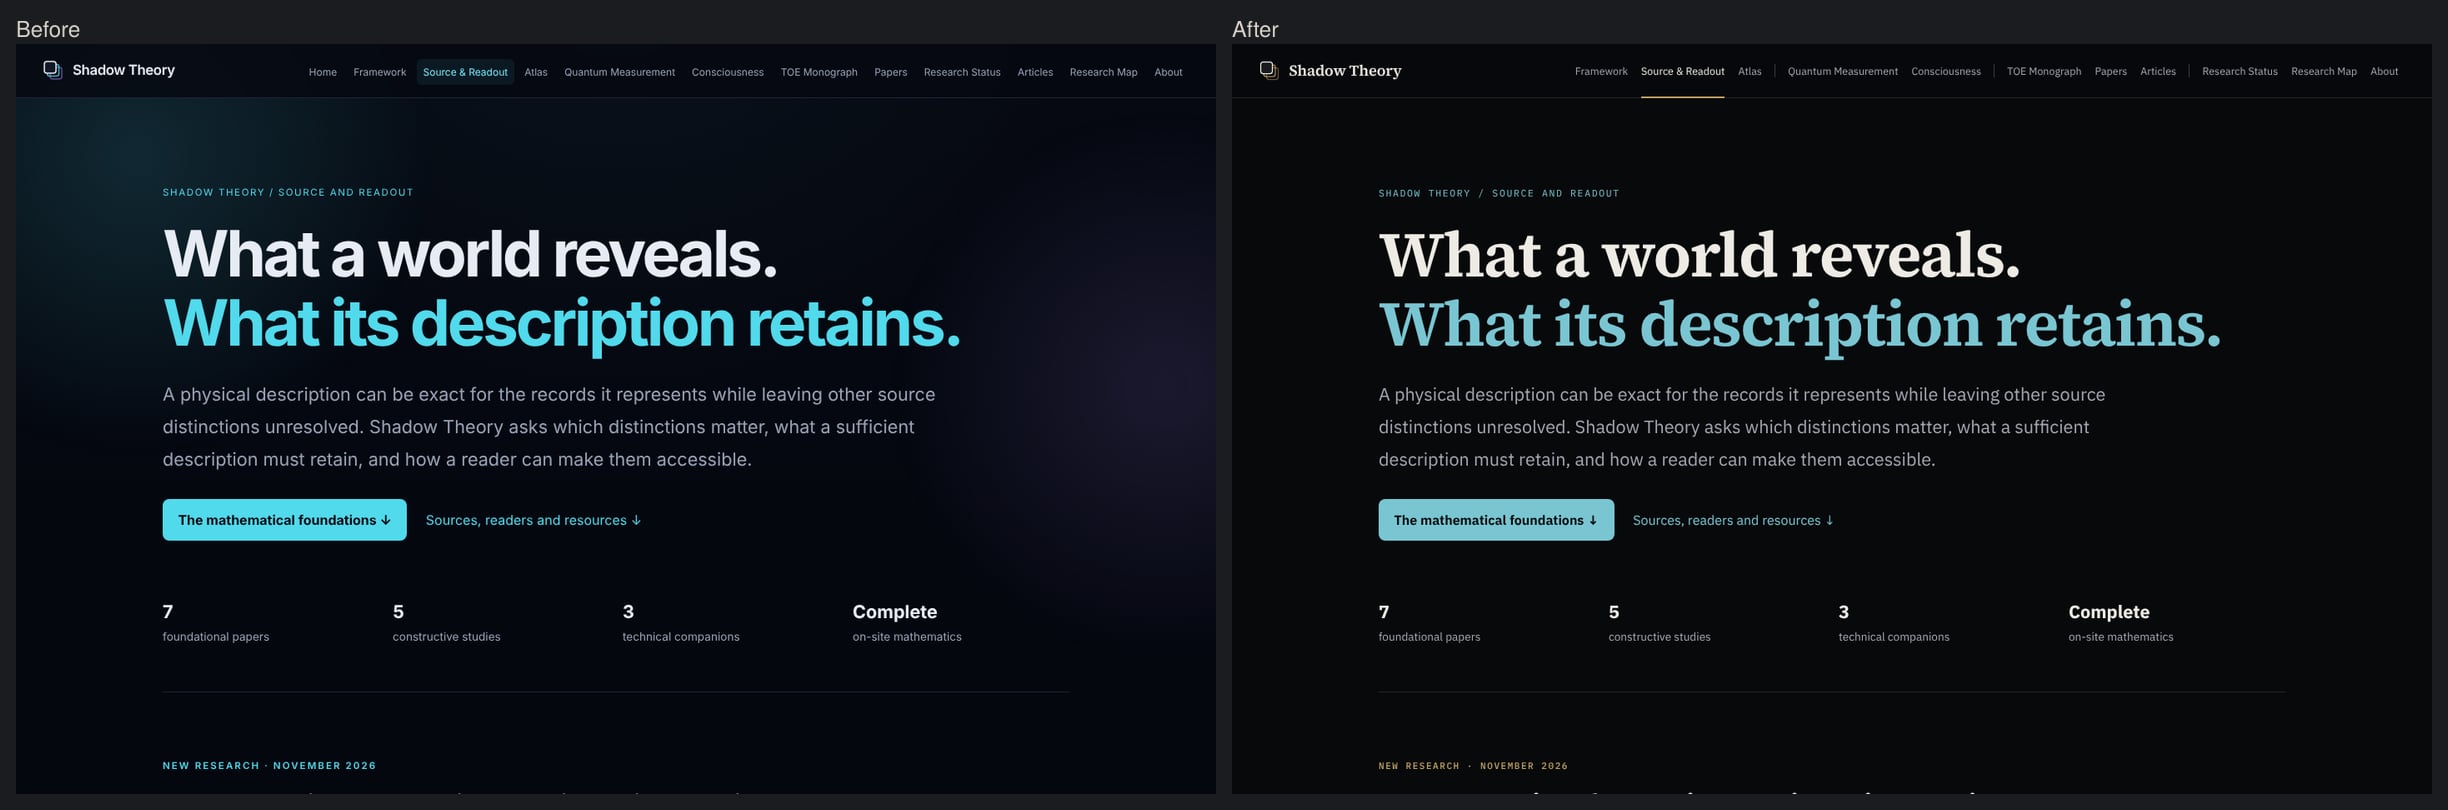 Before
Shadow Theory
Home Framework Source & Readout Atlas Quantum Measurement Consciousness TOE Monograph Papers Research Status Articles Research Map About
SHADOW THEORY / SOURCE AND READOUT
What a world reveals.
What its description retains.
A physical description can be exact for the records it represents while leaving other source
distinctions unresolved. Shadow Theory asks which distinctions matter, what a sufficient
description must retain, and how a reader can make them accessible.
The mathematical foundations ↓ Sources, readers and resources ↓
7 5 3 Complete
foundational papers constructive studies technical companions on-site mathematics
NEW RESEARCH · NOVEMBER 2026
After
Shadow Theory
Framework Source & Readout Atlas Quantum Measurement Consciousness TOE Monograph Papers Articles Research Status Research Map About
SHADOW THEORY / SOURCE AND READOUT
What a world reveals.
What its description retains.
A physical description can be exact for the records it represents while leaving other source
distinctions unresolved. Shadow Theory asks which distinctions matter, what a sufficient
description must retain, and how a reader can make them accessible.
The mathematical foundations ↓ Sources, readers and resources ↓
7 5 3 Complete
foundational papers constructive studies technical companions on-site mathematics
NEW RESEARCH · NOVEMBER 2026